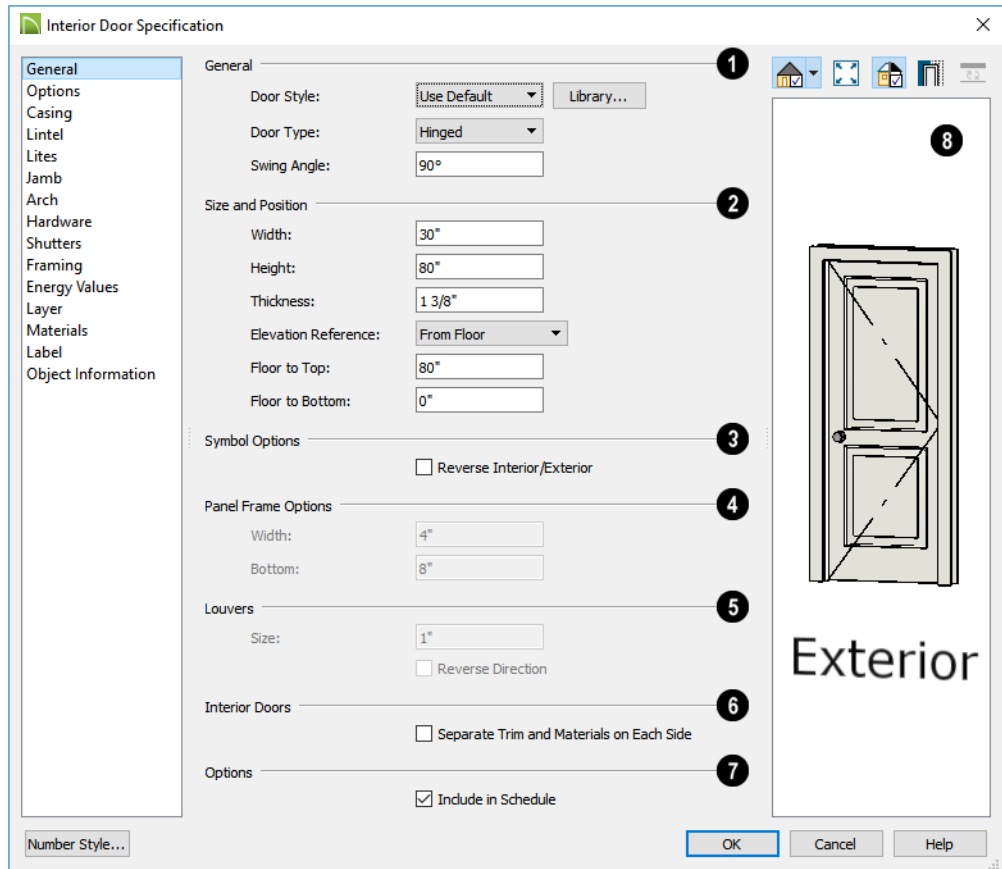 Interior Door Specification
General
Options
Casing
Lintel
Lites
Jamb
Arch
Hardware
Shutters
Framing
Energy Values
Layer
Materials
Label
Object Information
General 1
Door Style: Use Default Library...
Door Type: Hinged
Swing Angle: 90°
Size and Position 2
Width: 30"
Height: 80"
Thickness: 1 3/8"
Elevation Reference: From Floor
Floor to Top: 80"
Floor to Bottom: 0"
Symbol Options 3
Reverse Interior/Exterior
Panel Frame Options 4
Width: 4"
Bottom: 8"
Louvers 5
Size: 1"
Reverse Direction
Interior Doors 6
Separate Trim and Materials on Each Side
Options 7
Include in Schedule
8
Exterior
Number Style... OK Cancel Help